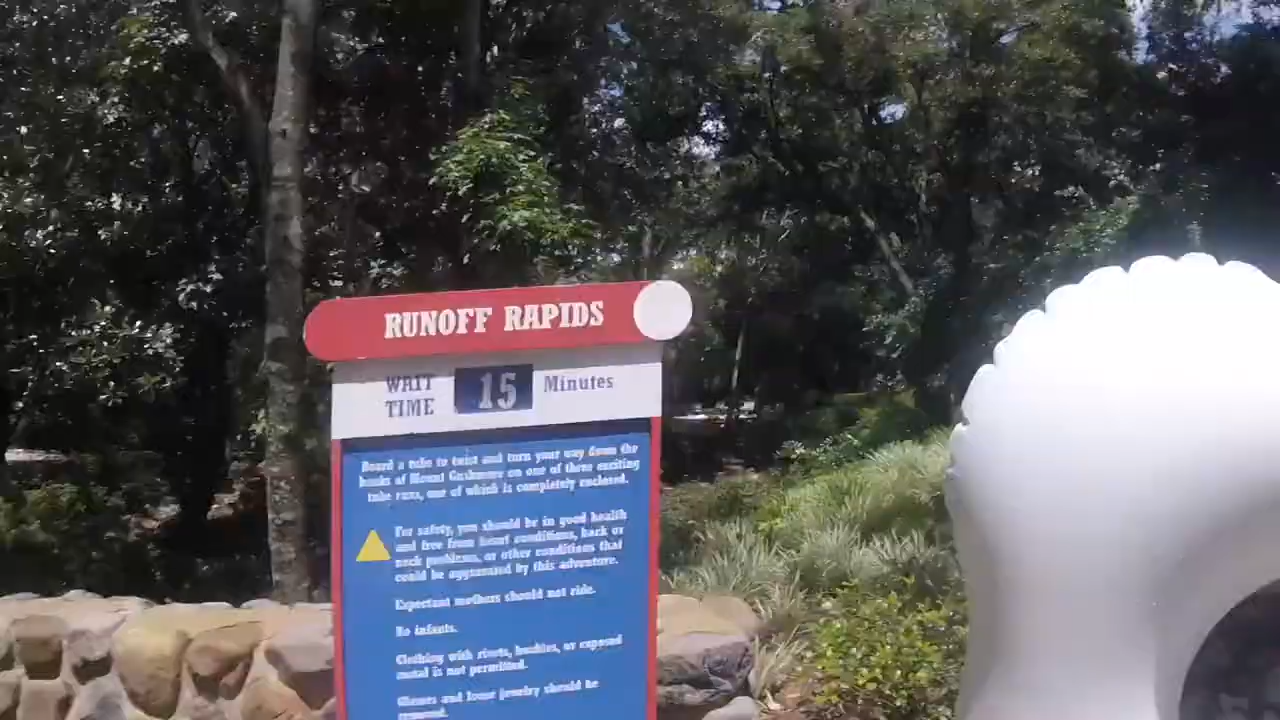 RUNOFF RAPIDS
WAIT
TIME
15
Minutes
Board a tube to twist and turn your way down the
backs of Mount Gushmore on one of three exciting
tube runs, one of which is completely enclosed.
For safety, you should be in good health
and free from heart conditions, back or
neck problems, or other conditions that
could be aggravated by this adventure.
Expectant mothers should not ride.
No infants.
Clothing with rivets, buckles, or exposed
metal is not permitted.
Glasses and loose jewelry should be
removed.